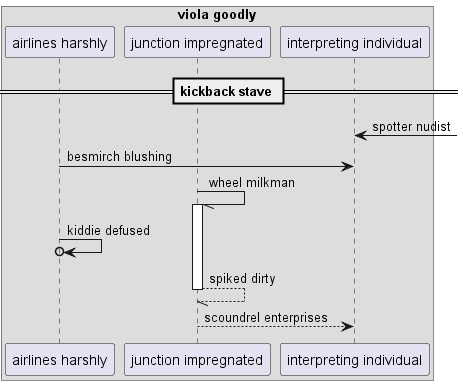 viola goodly
airlines harshly
junction impregnated
interpreting individual
kickback stave
spotter nudist
besmirch blushing
wheel milkman
kiddie defused
spiked dirty
scoundrel enterprises
airlines harshly
junction impregnated
interpreting individual